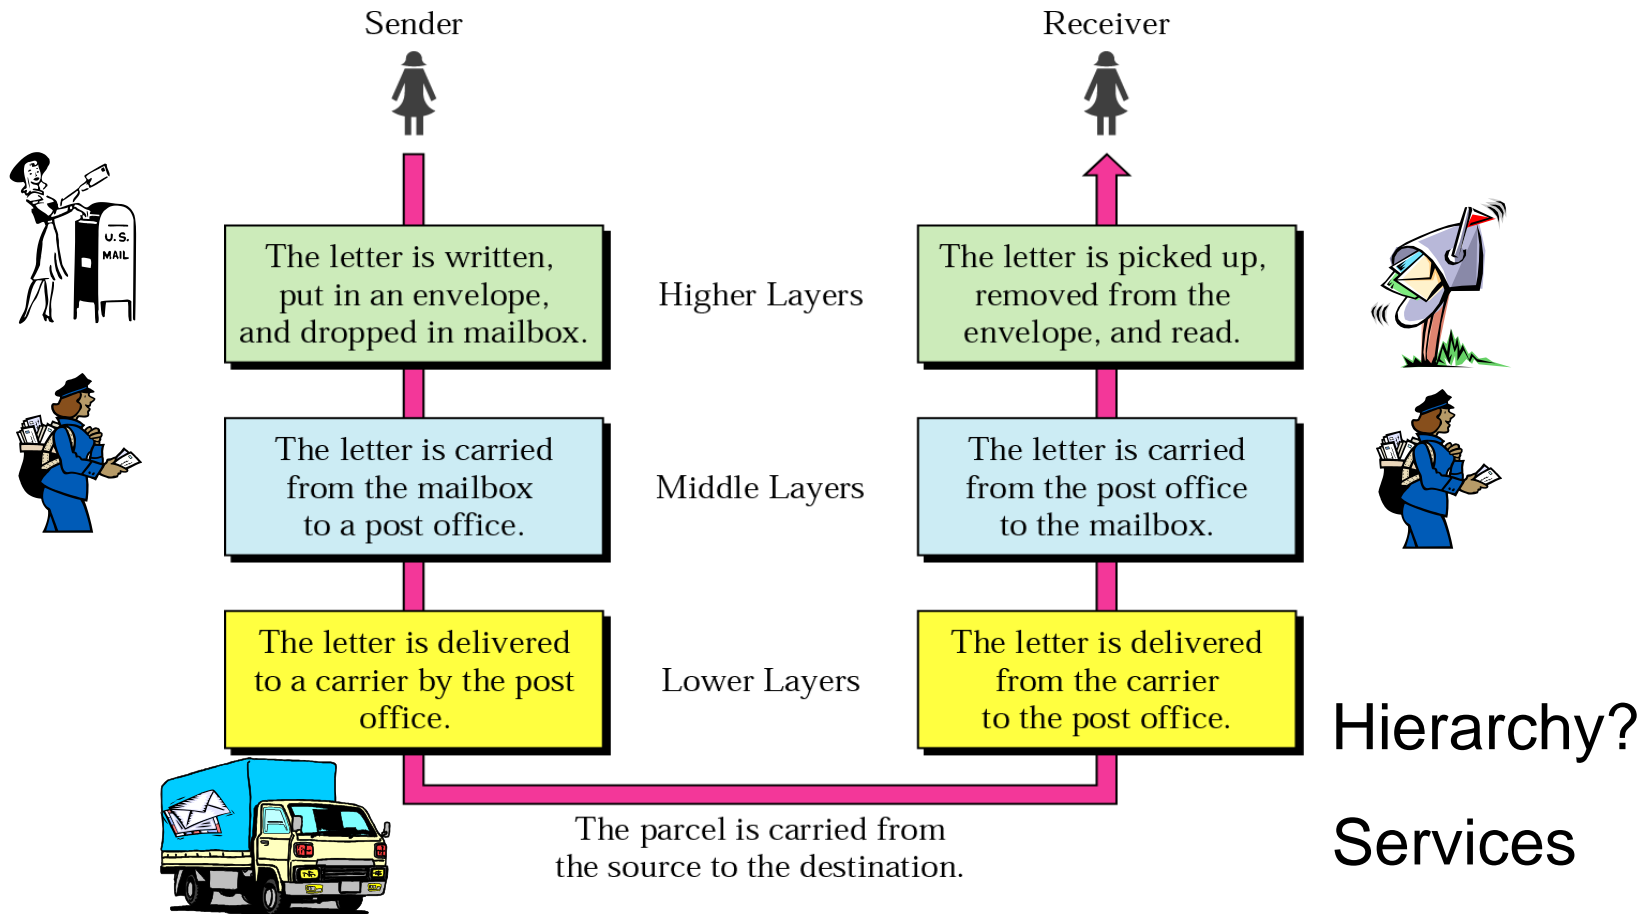 Sender
Receiver
U.S.
MAIL
The letter is written,
put in an envelope,
and dropped in mailbox.
Higher Layers
The letter is picked up,
removed from the
envelope, and read.
The letter is carried
from the mailbox
to a post office.
Middle Layers
The letter is carried
from the post office
to the mailbox.
The letter is delivered
to a carrier by the post
office.
Lower Layers
The letter is delivered
from the carrier
to the post office.
Hierarchy?
The parcel is carried from
the source to the destination.
Services